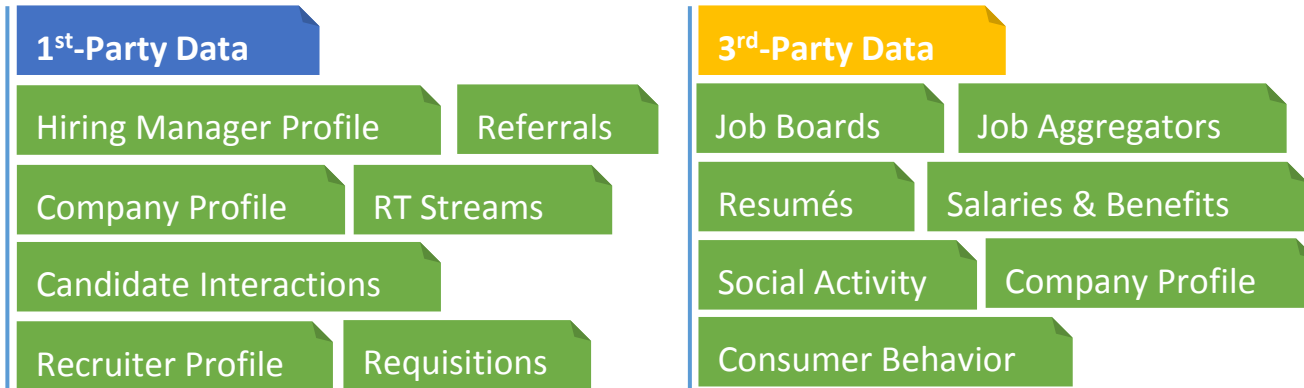 1st-Party Data
Hiring Manager Profile
Referrals
Company Profile
RT Streams
Candidate Interactions
Recruiter Profile
Requisitions
3rd-Party Data
Job Boards
Job Aggregators
Resumés
Salaries & Benefits
Social Activity
Company Profile
Consumer Behavior